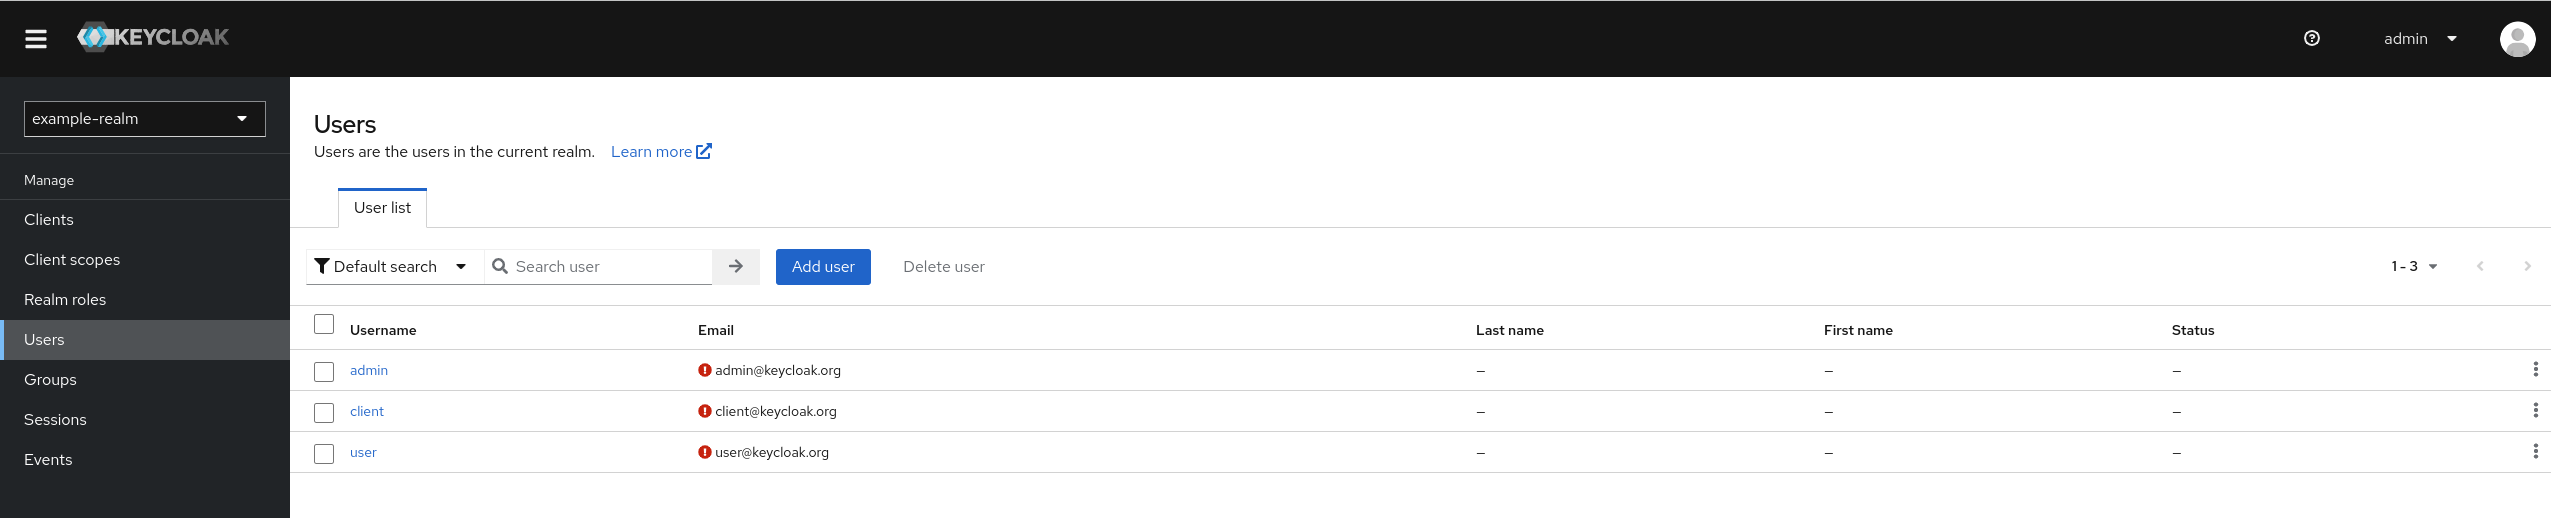 KEYCLOAK
admin
example-realm
Manage
Clients
Client scopes
Realm roles
Users
Groups
Sessions
Events
Users
Users are the users in the current realm. Learn more
User list
Default search Search user Add user Delete user 1 - 3
Username Email Last name First name Status
admin admin@keycloak.org – – –
client client@keycloak.org – – –
user user@keycloak.org – – –